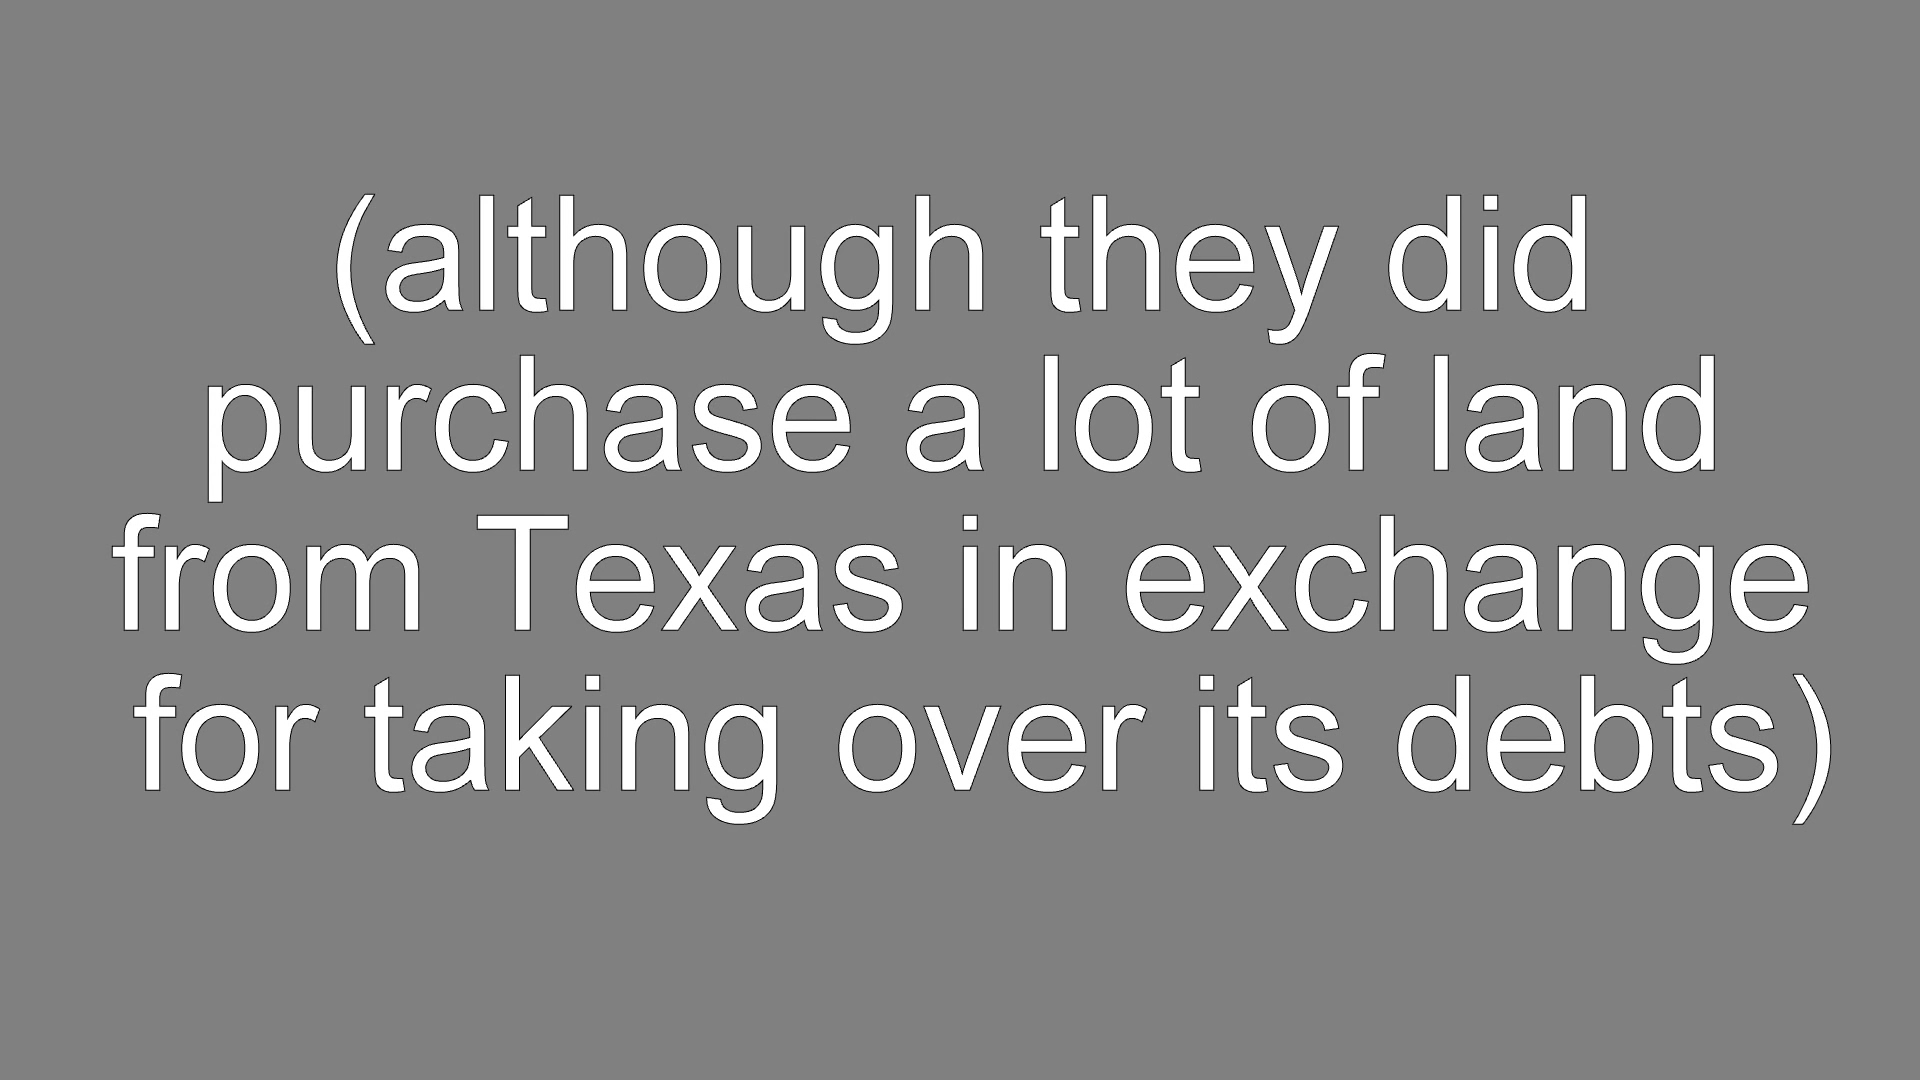 (although they did
purchase a lot of land
from Texas in exchange
for taking over its debts)